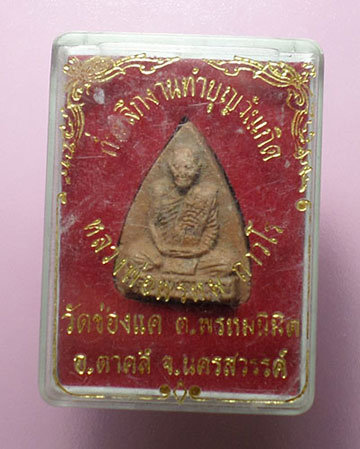 ที่ระลึกงานทำบุญวันเกิด
หลวงพ่อพรหม ถาวโร
วัดช่องแค ต.พรหมนิมิต
อ.ตาคลี จ.นครสวรรค์